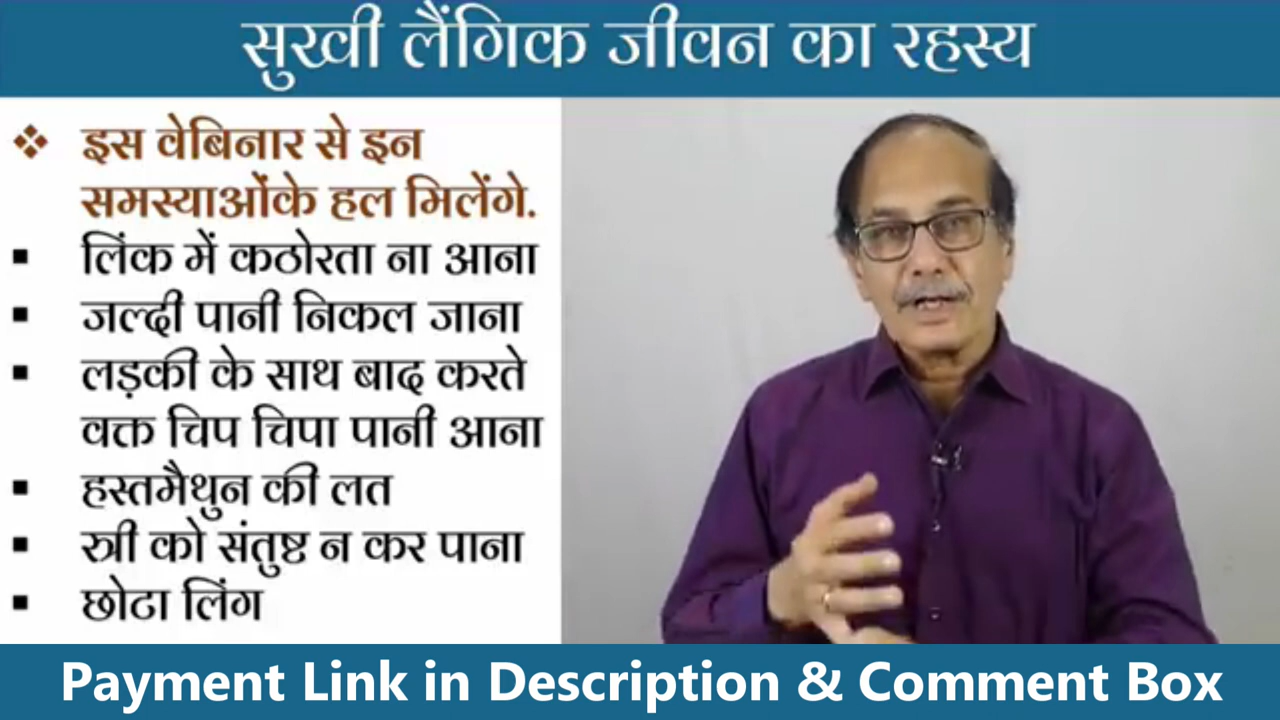 सुखी लैंगिक जीवन का रहस्य
❖ इस वेबिनार से इन
समस्याओंके हल मिलेंगे.
▪ लिंक में कठोरता ना आना
▪ जल्दी पानी निकल जाना
▪ लड़की के साथ बाद करते
वक्त चिप चिपा पानी आना
▪ हस्तमैथुन की लत
▪ स्त्री को संतुष्ट न कर पाना
▪ छोटा लिंग
Payment Link in Description & Comment Box